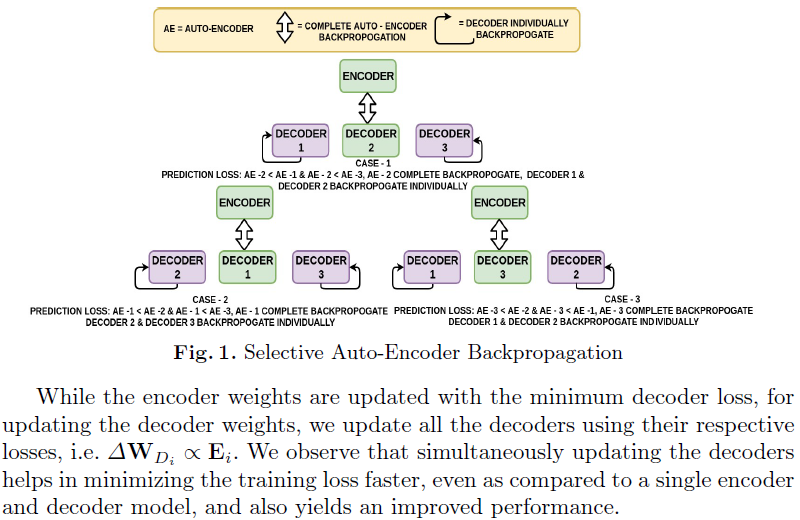 AE = AUTO-ENCODER
= COMPLETE AUTO - ENCODER
BACKPROPOGATION
= DECODER INDIVIDUALLY
BACKPROPOGATE
ENCODER
DECODER
1
DECODER
2
DECODER
3
CASE - 1
PREDICTION LOSS: AE -2 < AE -1 & AE - 2 < AE -3, AE - 2 COMPLETE BACKPROPOGATE, DECODER 1 &
DECODER 2 BACKPROPOGATE INDIVIDUALLY
ENCODER
DECODER
2
DECODER
1
DECODER
3
CASE - 2
PREDICTION LOSS: AE -1 < AE -2 & AE - 1 < AE -3, AE - 1 COMPLETE BACKPROPOGATE
DECODER 2 & DECODER 3 BACKPROPOGATE INDIVIDUALLY
ENCODER
DECODER
1
DECODER
3
DECODER
2
CASE - 3
PREDICTION LOSS: AE -3 < AE -2 & AE - 3 < AE -1, AE - 3 COMPLETE BACKPROPOGATE
DECODER 1 & DECODER 2 BACKPROPOGATE INDIVIDUALLY
Fig. 1. Selective Auto-Encoder Backpropagation
While the encoder weights are updated with the minimum decoder loss, for
updating the decoder weights, we update all the decoders using their respective
losses, i.e. ΔW_{D_i} ∝ E_i. We observe that simultaneously updating the decoders
helps in minimizing the training loss faster, even as compared to a single encoder
and decoder model, and also yields an improved performance.